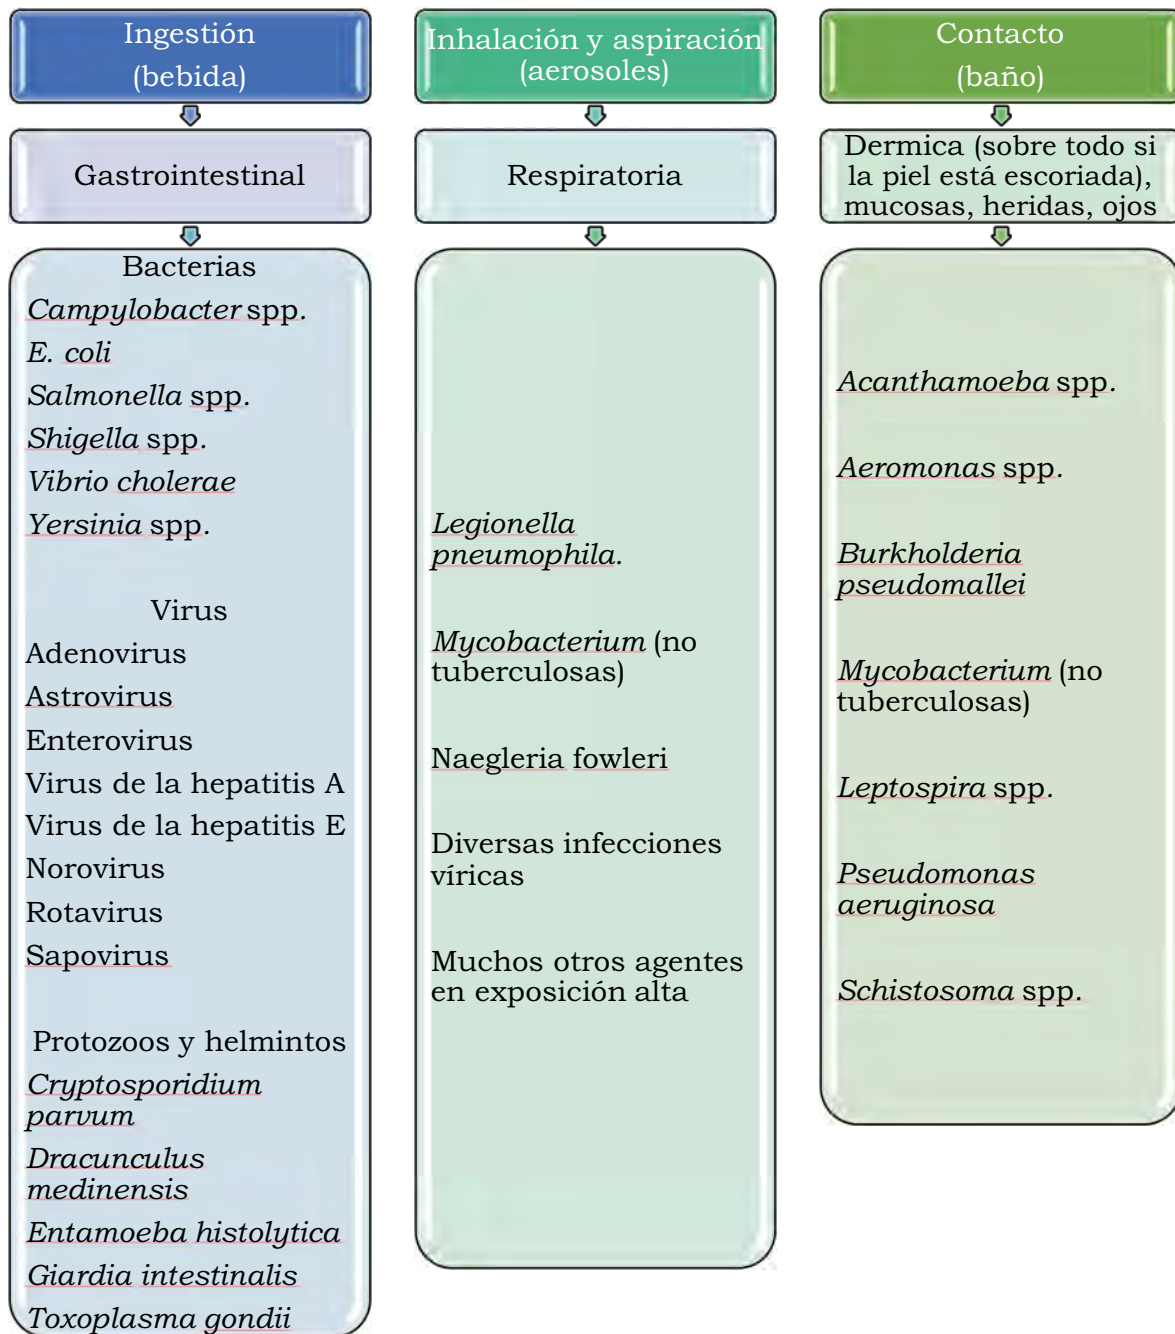 Ingestión
(bebida)
Gastrointestinal
Bacterias
Campylobacter spp.
E. coli
Salmonella spp.
Shigella spp.
Vibrio cholerae
Yersinia spp.
Virus
Adenovirus
Astrovirus
Enterovirus
Virus de la hepatitis A
Virus de la hepatitis E
Norovirus
Rotavirus
Sapovirus
Protozoos y helmintos
Cryptosporidium
parvum
Dracunculus
medinensis
Entamoeba histolytica
Giardia intestinalis
Toxoplasma gondii
Inhalación y aspiración
(aerosoles)
Respiratoria
Legionella
pneumophila.
Mycobacterium (no
tuberculosas)
Naegleria fowleri
Diversas infecciones
víricas
Muchos otros agentes
en exposición alta
Contacto
(baño)
Dermica (sobre todo si
la piel está escoriada),
mucosas, heridas, ojos
Acanthamoeba spp.
Aeromonas spp.
Burkholderia
pseudomallei
Mycobacterium (no
tuberculosas)
Leptospira spp.
Pseudomonas
aeruginosa
Schistosoma spp.